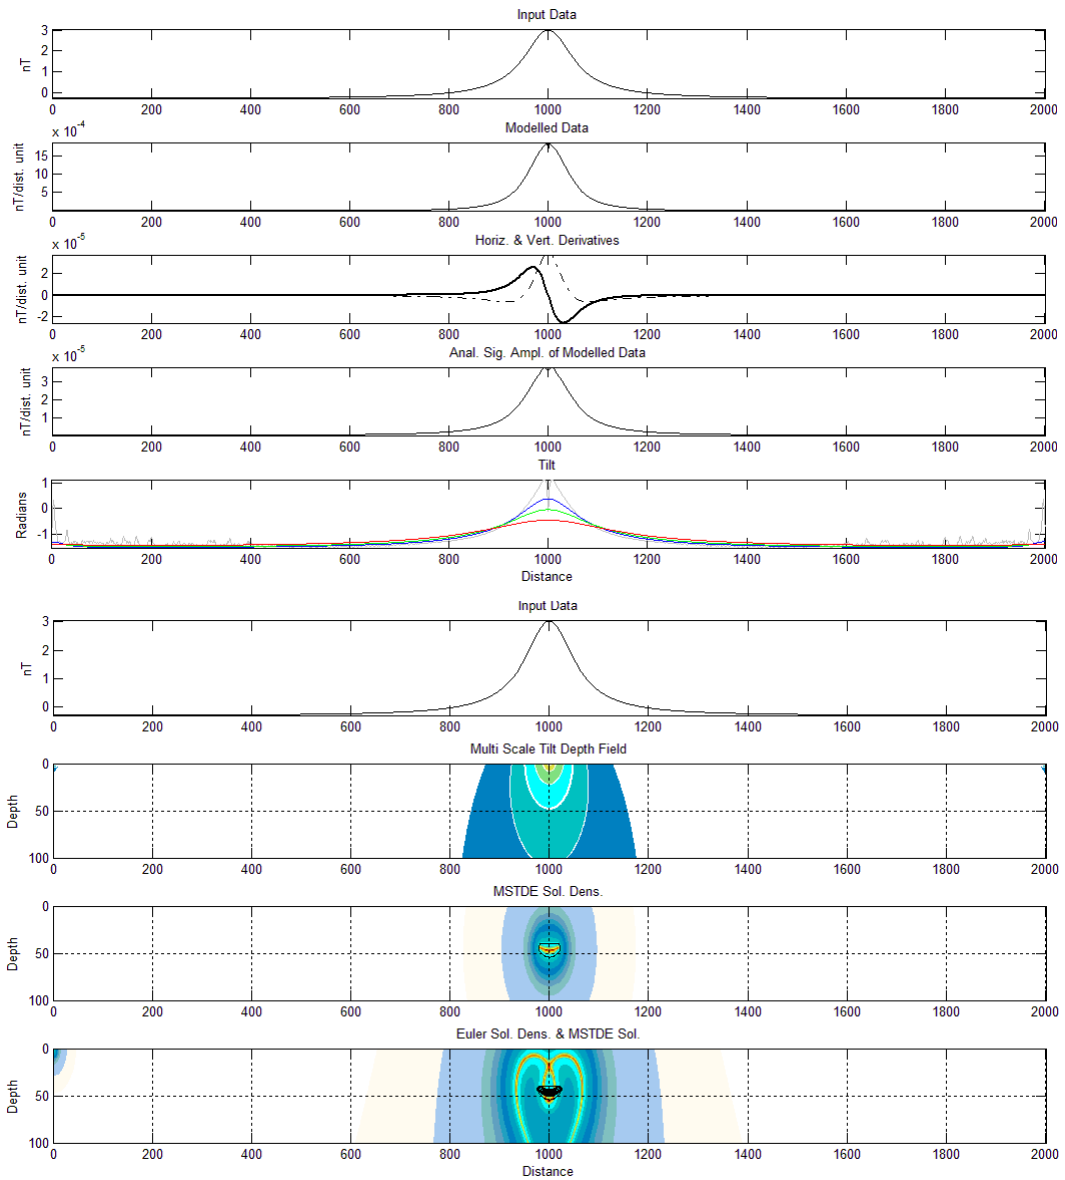 Input Data
nT
3
2
1
0
0 200 400 600 800 1000 1200 1400 1600 1800 2000
x 10^-4
Modelled Data
nT/dist. unit
15
10
5
0 200 400 600 800 1000 1200 1400 1600 1800 2000
x 10^-5
Horiz. & Vert. Derivatives
nT/dist. unit
2
0
-2
0 200 400 600 800 1000 1200 1400 1600 1800 2000
x 10^-5
Anal. Sig. Ampl. of Modelled Data
nT/dist. unit
3
2
1
0 200 400 600 800 1000 1200 1400 1600 1800 2000
Tilt
Radians
1
0
-1
0 200 400 600 800 1000 1200 1400 1600 1800 2000
Distance
Input Data
nT
3
2
1
0
0 200 400 600 800 1000 1200 1400 1600 1800 2000
Multi Scale Tilt Depth Field
Depth
0
50
100
0 200 400 600 800 1000 1200 1400 1600 1800 2000
MSTDE Sol. Dens.
Depth
0
50
100
0 200 400 600 800 1000 1200 1400 1600 1800 2000
Euler Sol. Dens. & MSTDE Sol.
Depth
0
50
100
0 200 400 600 800 1000 1200 1400 1600 1800 2000
Distance